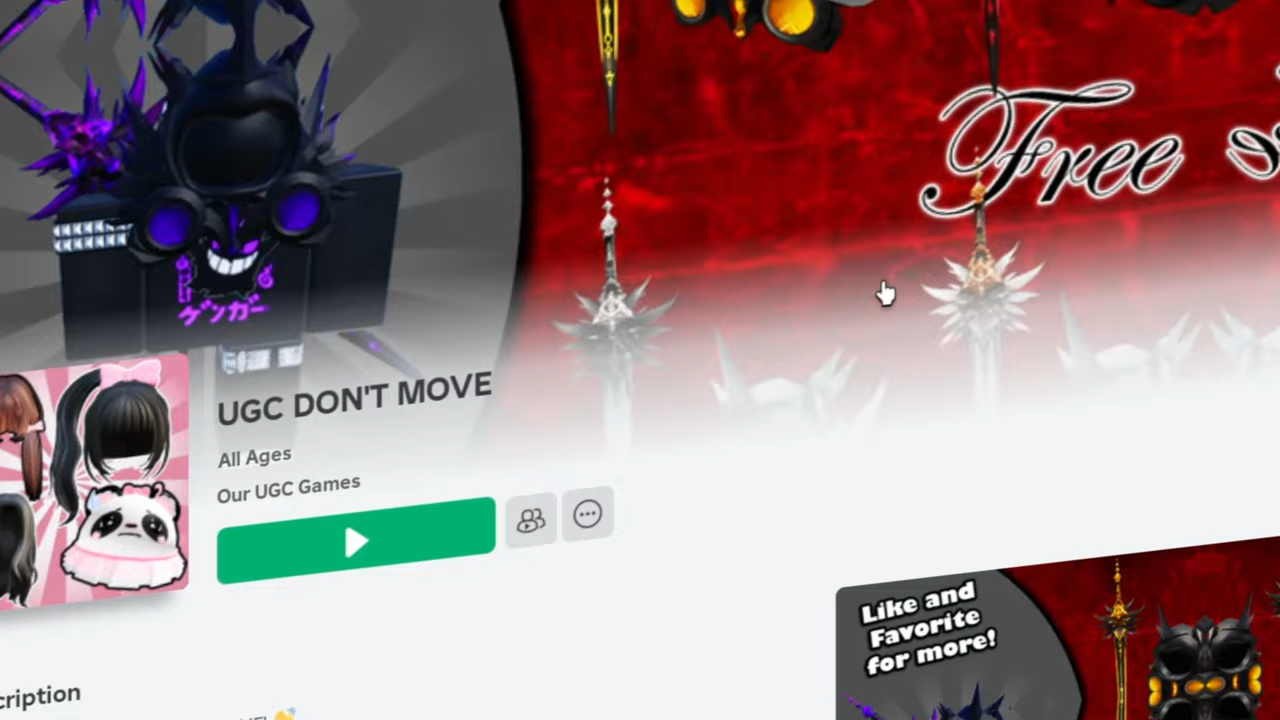 Free
ゲンガー
UGC DON'T MOVE
All Ages
Our UGC Games
Like and
Favorite
for more!
cription